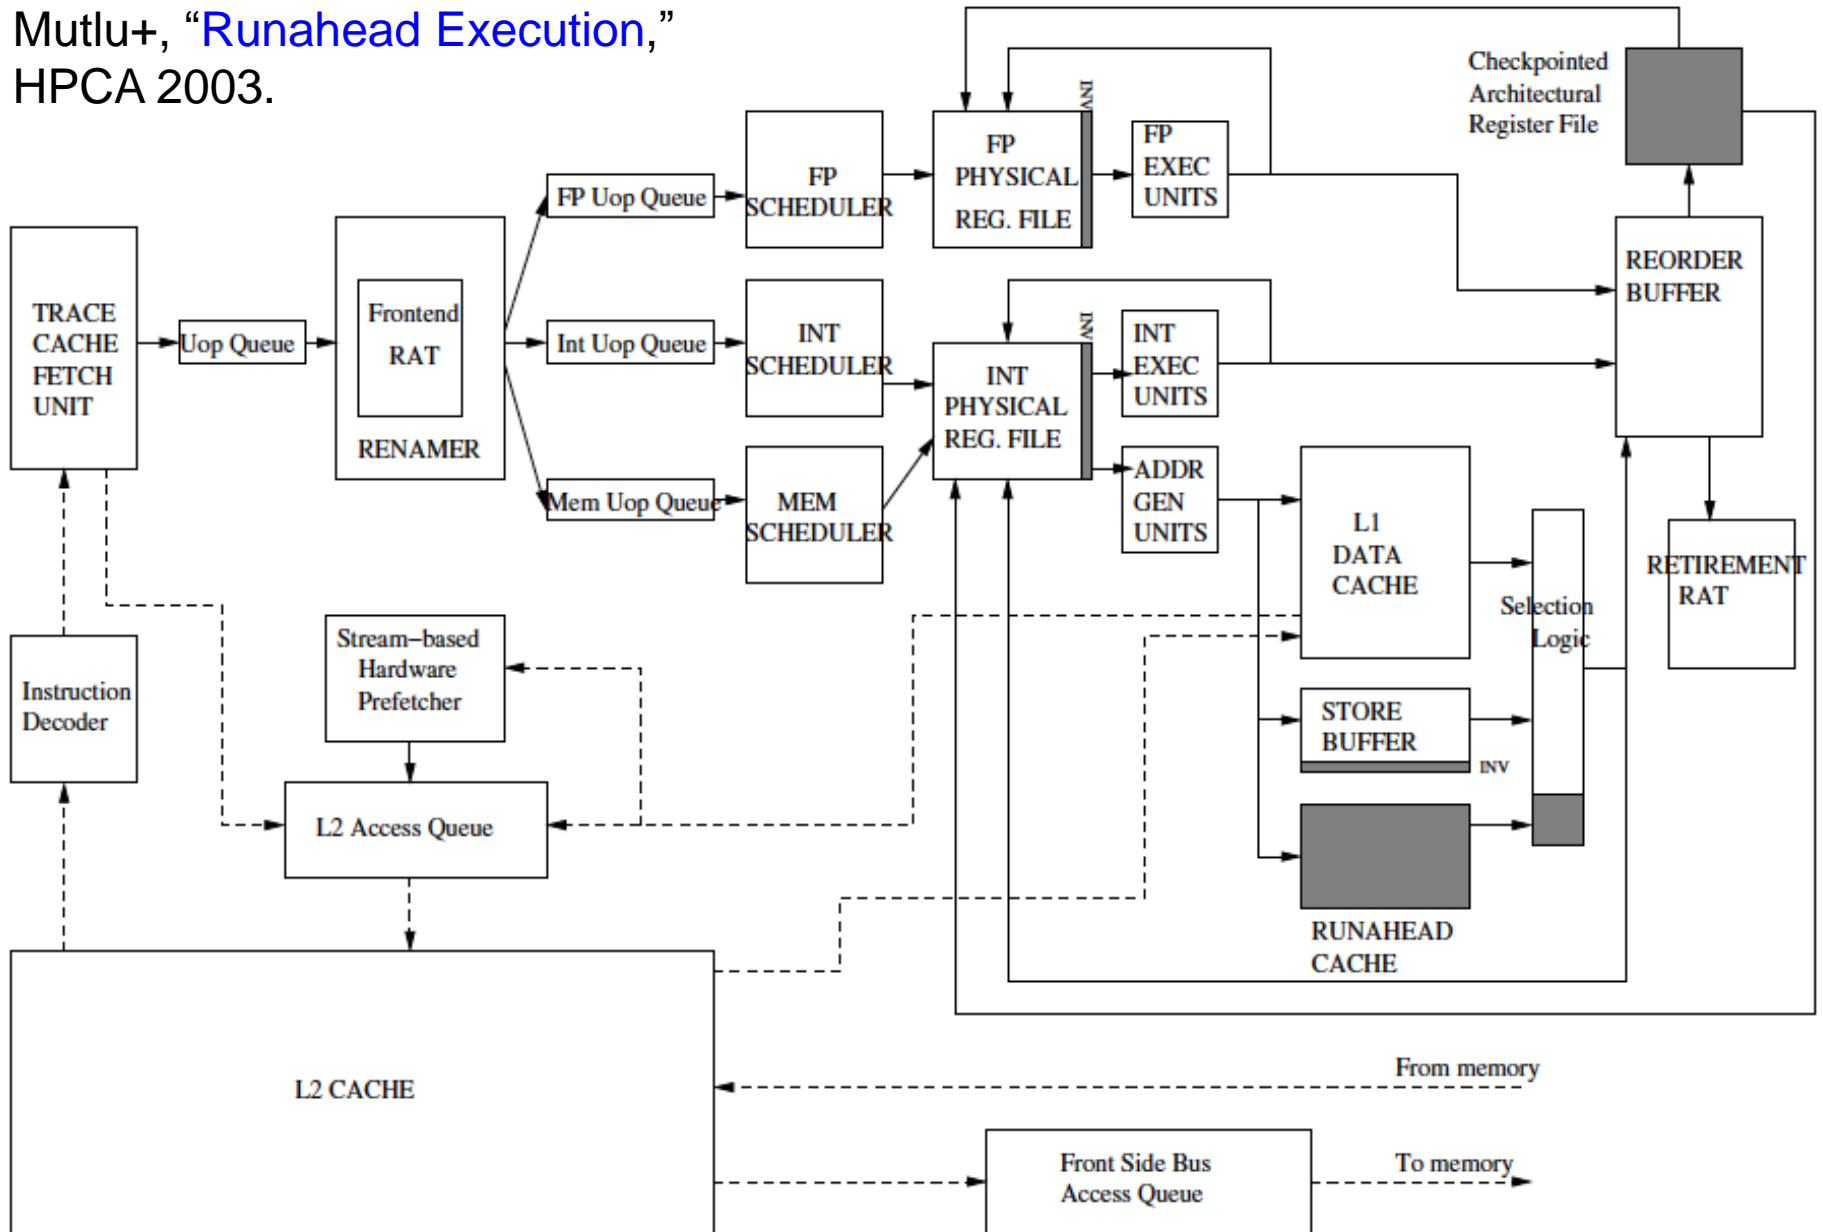 Mutlu+, “Runahead Execution,”
HPCA 2003.
Checkpointed
Architectural
Register File
INV
FP
PHYSICAL
REG. FILE
FP
EXEC
UNITS
FP
SCHEDULER
FP Uop Queue
REORDER
BUFFER
TRACE
CACHE
FETCH
UNIT
Uop Queue
Frontend
RAT
RENAMER
Int Uop Queue
INT
SCHEDULER
INV
INT
PHYSICAL
REG. FILE
INT
EXEC
UNITS
Mem Uop Queue
MEM
SCHEDULER
ADDR
GEN
UNITS
L1
DATA
CACHE
RETIREMENT
RAT
Selection
Logic
Stream−based
Hardware
Prefetcher
Instruction
Decoder
STORE
BUFFER
INV
L2 Access Queue
RUNAHEAD
CACHE
L2 CACHE
From memory
Front Side Bus
Access Queue
To memory